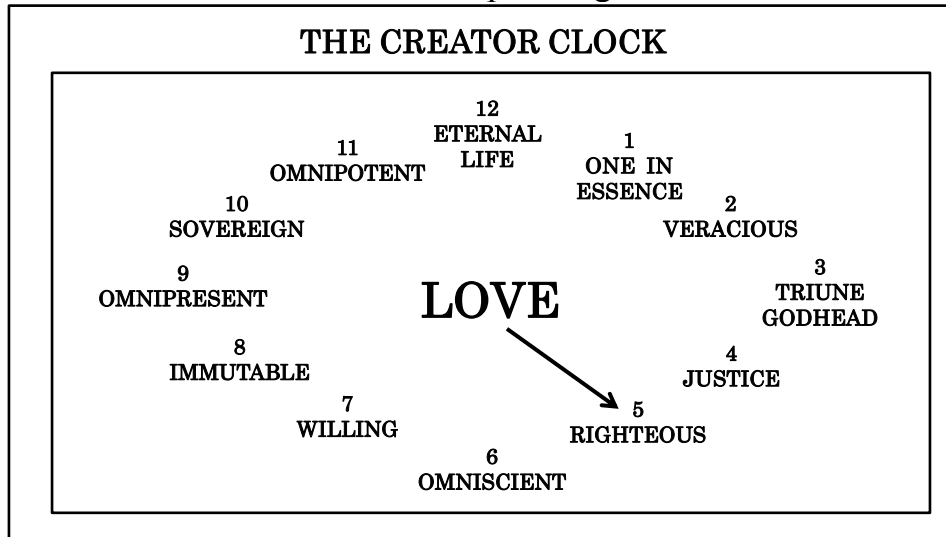 THE CREATOR CLOCK
12
ETERNAL
LIFE
1
ONE IN
ESSENCE
2
VERACIOUS
3
TRIUNE
GODHEAD
4
JUSTICE
5
RIGHTEOUS
6
OMNISCIENT
7
WILLING
8
IMMUTABLE
9
OMNIPRESENT
10
SOVEREIGN
11
OMNIPOTENT
LOVE